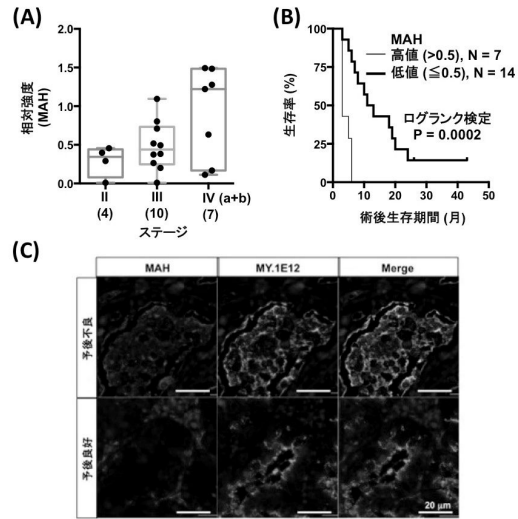 (A)
相対強度
(MAH)
2.0
1.5
1.0
0.5
0.0
II
III
IV (a+b)
(4)
(10)
(7)
ステージ
(B)
生存率 (%)
100
50
0
0
10
20
30
40
50
術後生存期間 (月)
MAH
高値 (>0.5), N = 7
低値 (≦0.5), N = 14
ログランク検定
P = 0.0002
(C)
MAH
MY.1E12
Merge
予後不良
予後良好
20 μm